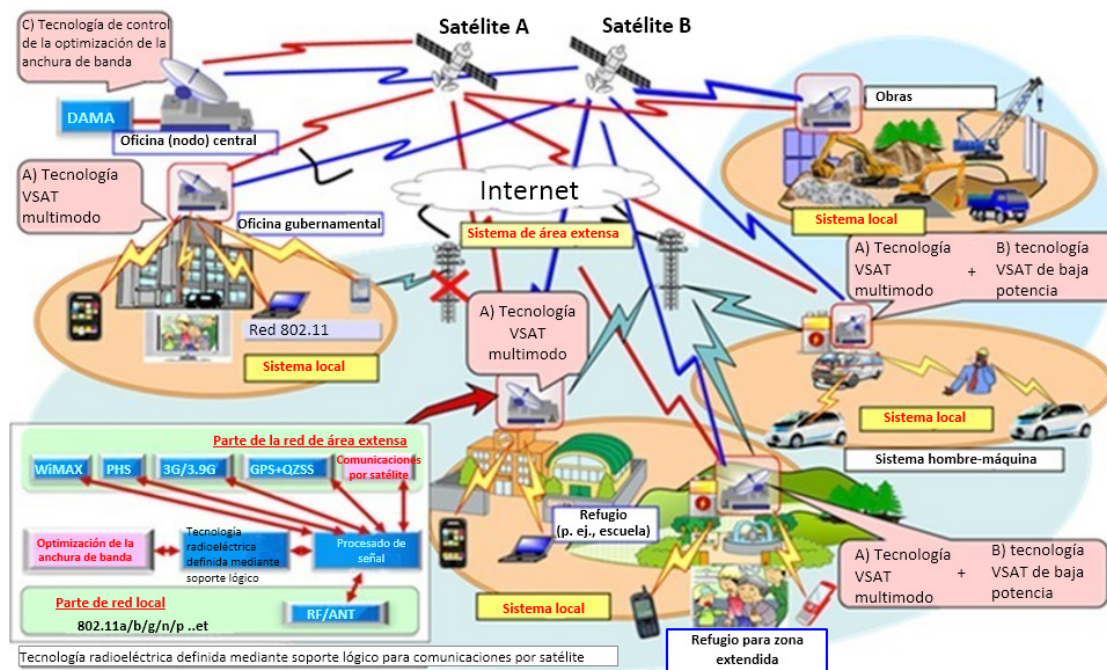 C) Tecnología de control
de la optimización de la
anchura de banda
Satélite A
Satélite B
DAMA
Oficina (nodo) central
Obras
A) Tecnología
VSAT
multimodo
Internet
Oficina gubernamental
Sistema de área extensa
Sistema local
A) Tecnología
VSAT
multimodo
+
B) tecnología
VSAT de baja
potencia
A) Tecnología
VSAT
multimodo
Red 802.11
Sistema local
Sistema local
Sistema hombre-máquina
Parte de la red de área extensa
WiMAX
PHS
3G/3.9G
GPS+QZSS
Comunicaciones
por satélite
Refugio
(p. ej., escuela)
Optimización de la
anchura de banda
Tecnología
radioeléctrica
definida mediante
soporte lógico
Procesado de
señal
A) Tecnología
VSAT
multimodo
+
B) tecnología
VSAT de baja
potencia
Parte de red local
802.11a/b/g/n/p ..et
RF/ANT
Sistema local
Refugio para zona
extendida
Tecnología radioeléctrica definida mediante soporte lógico para comunicaciones por satélite